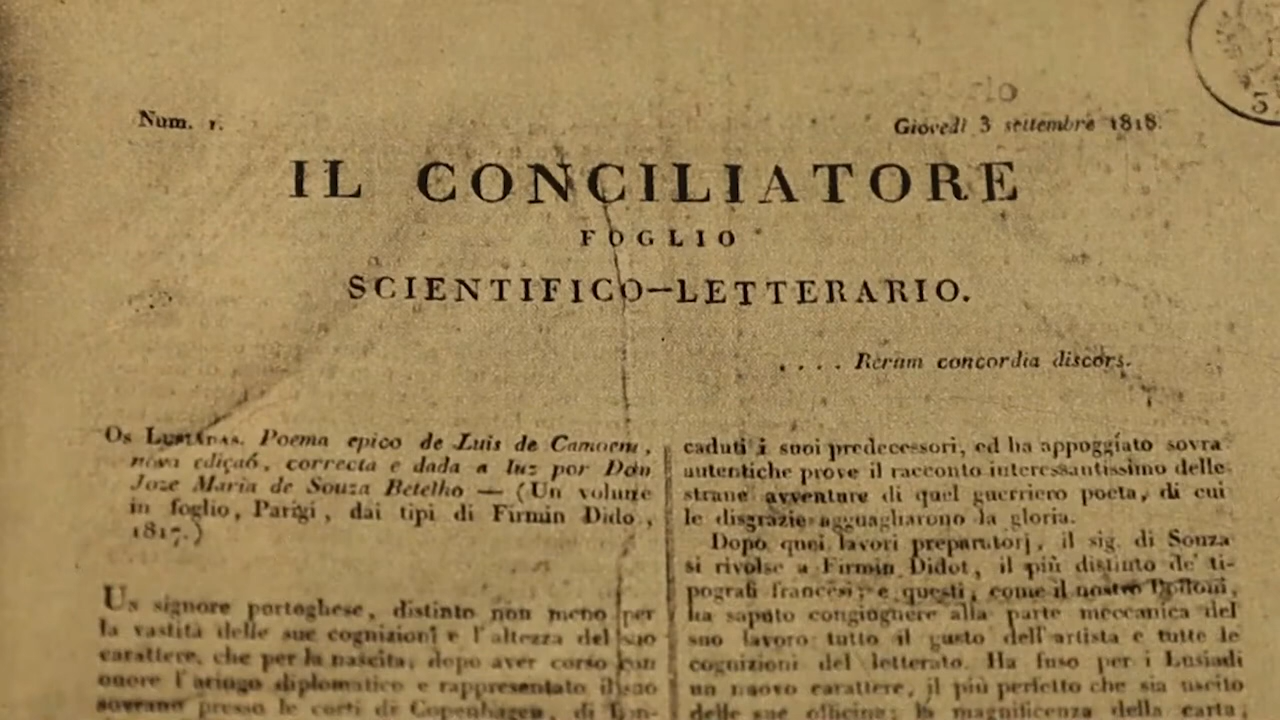 Num. 1.
Giovedì 3 settembre 1818.
IL CONCILIATORE
FOGLIO
SCIENTIFICO—LETTERARIO.
. . . . Rerum concordia discors.
Os Lusiadas. Poema epico de Luis de Camoens,
nova ediçaõ, correcta e dada a luz por Don
Joze Maria de Souza Botelho — (Un volume
in foglio, Parigi, dai tipi di Firmin Dido,
1817.)
Un signore portoghese, distinto non meno per
la vastità delle sue cognizioni e l'altezza del suo
carattere, che per la nascita, dopo aver corso con
onore l'aringo diplomatico e rappresentato il suo
sovrano presso le corti di Copenhagen, di Lon-
caduti i suoi predecessori, ed ha appoggiato sovra
autentiche prove il racconto interessantissimo delle
strane avventure di quel guerriero poeta, di cui
le disgrazie agguagliarono la gloria.
Dopo quei lavori preparatorj, il sig. di Souza
si rivolse a Firmin Didot, il più distinto de' ti-
pografi francesi; e questi, come il nostro Bodoni,
ha saputo congiugnere alla parte meccanica del
suo lavoro tutto il gusto dell'artista e tutte le
cognizioni del letterato. Ha fuso per i Lusiadi
un nuovo carattere, il più perfetto che sia uscito
delle sue officine; la magnificenza della carta,